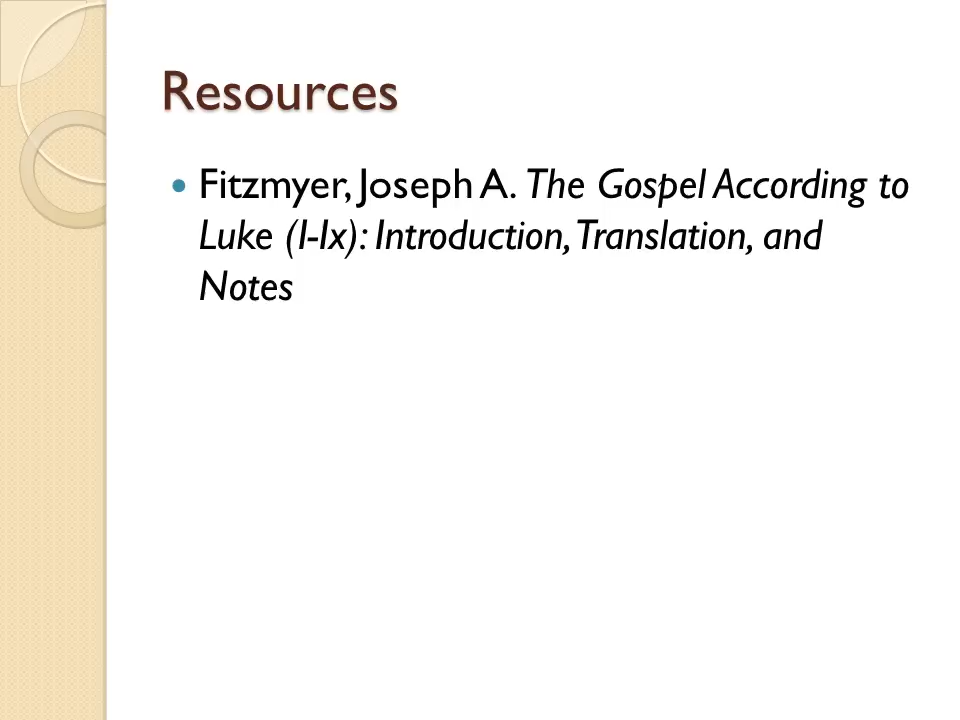 Resources
• Fitzmyer, Joseph A. The Gospel According to
Luke (I-Ix): Introduction, Translation, and
Notes